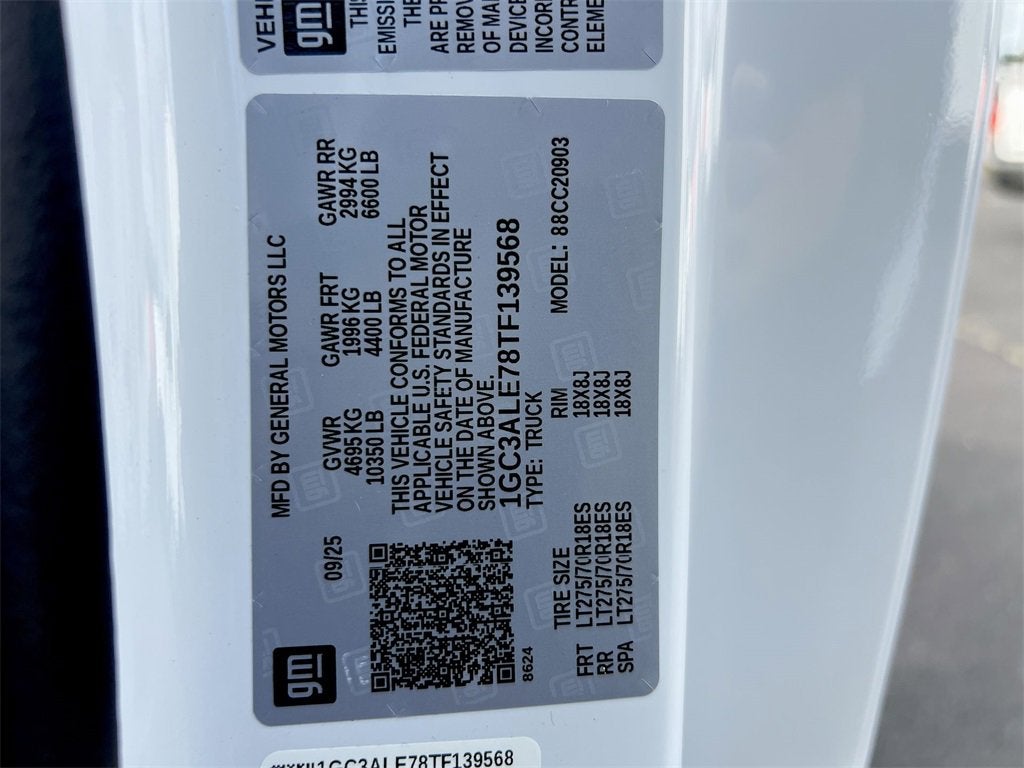 VEHIC
gm
THIS
EMISSION
THE
ARE PR
REMOV
OF MAN
DEVICE
INCOR
CONTR
ELEME
MFD BY GENERAL MOTORS LLC
gm
09/25
GVWR GAWR FRT GAWR RR
4695 KG 1996 KG 2994 KG
10350 LB 4400 LB 6600 LB
THIS VEHICLE CONFORMS TO ALL
APPLICABLE U.S. FEDERAL MOTOR
VEHICLE SAFETY STANDARDS IN EFFECT
ON THE DATE OF MANUFACTURE
SHOWN ABOVE.
1GC3ALE78TF139568
8624
TYPE: TRUCK MODEL: 88CC20903
TIRE SIZE RIM
FRT LT275/70R18ES 18X8J
RR LT275/70R18ES 18X8J
SPA LT275/70R18ES 18X8J
1GC3ALE78TF139568